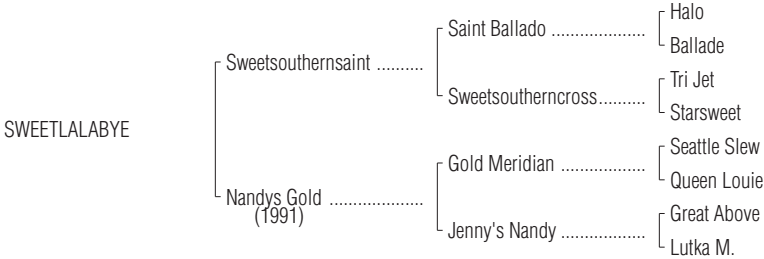 Halo
Saint Ballado ....................
Ballade
Sweetsouthernsaint ..........
Tri Jet
Sweetsoutherncross..........
Starsweet
SWEETLALABYE
Seattle Slew
Gold Meridian ..................
Queen Louie
Nandys Gold ....................
(1991)
Great Above
Jenny's Nandy ..................
Lutka M.